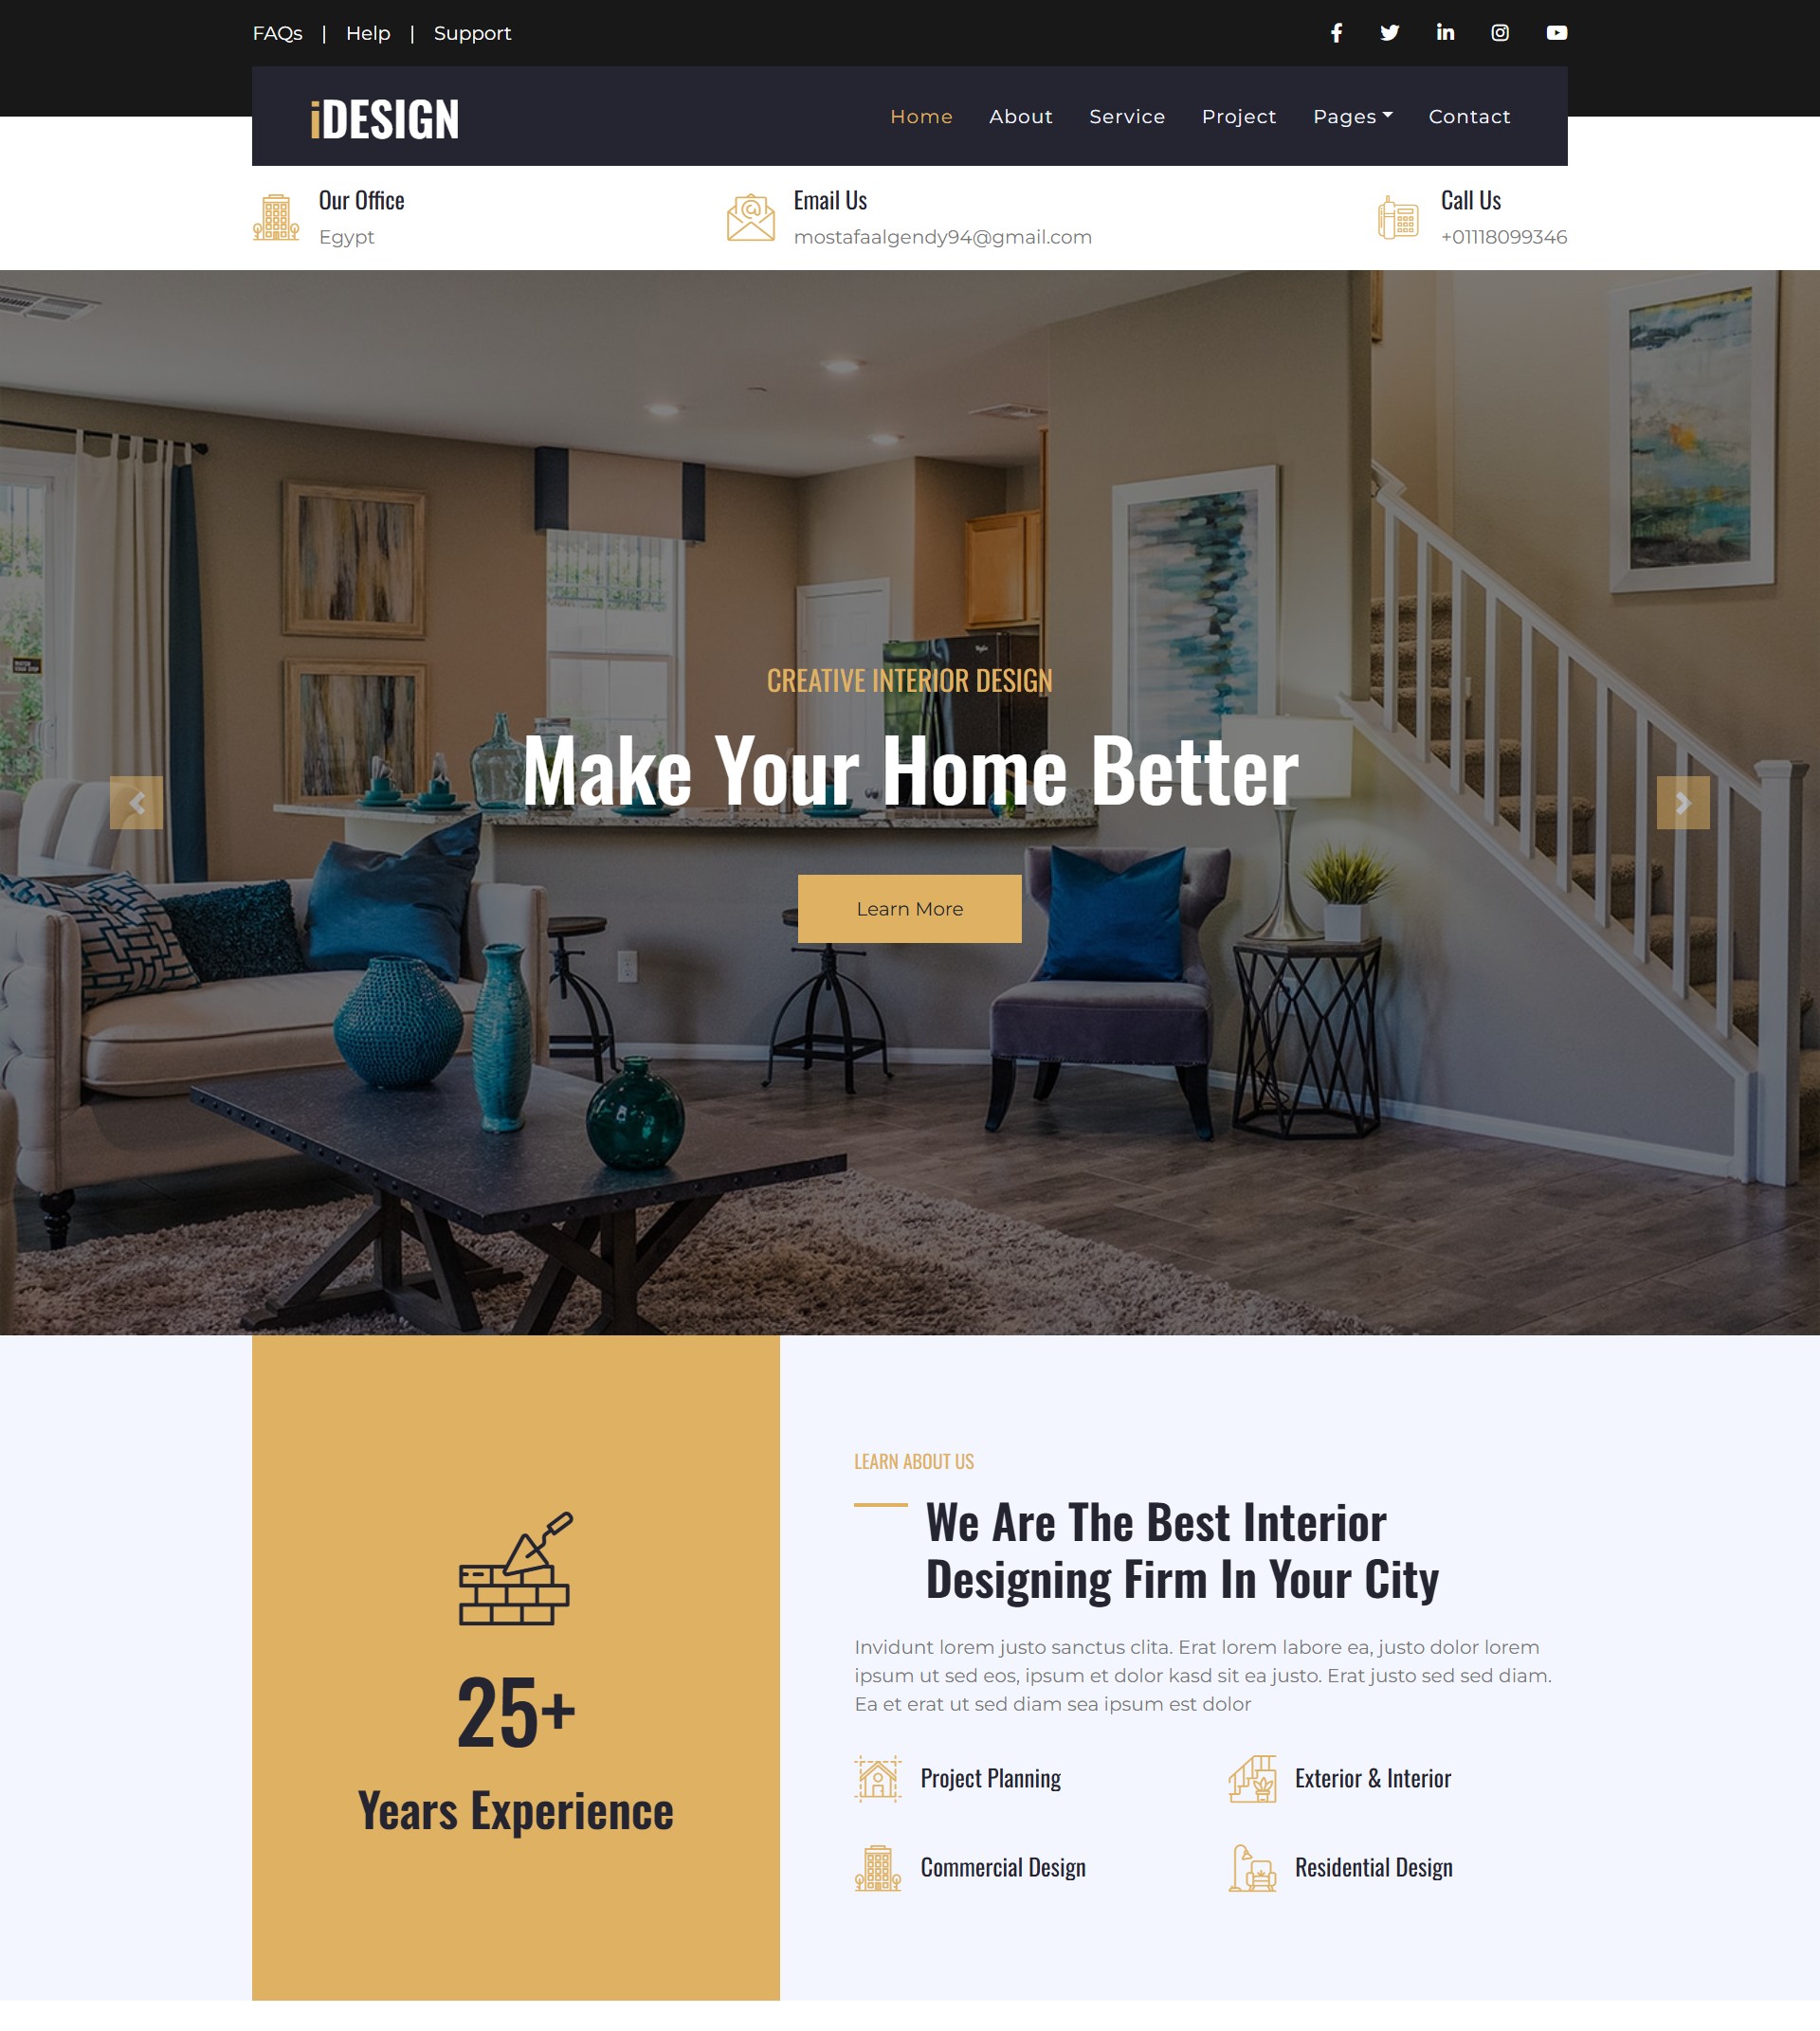 FAQs | Help | Support
iDESIGN
Home About Service Project Pages Contact
Our Office
Egypt
Email Us
mostafaalgendy94@gmail.com
Call Us
+01118099346
CREATIVE INTERIOR DESIGN
Make Your Home Better
Learn More
25+
Years Experience
LEARN ABOUT US
We Are The Best Interior
Designing Firm In Your City
Invidunt lorem justo sanctus clita. Erat lorem labore ea, justo dolor lorem
ipsum ut sed eos, ipsum et dolor kasd sit ea justo. Erat justo sed sed diam.
Ea et erat ut sed diam sea ipsum est dolor
Project Planning
Exterior & Interior
Commercial Design
Residential Design